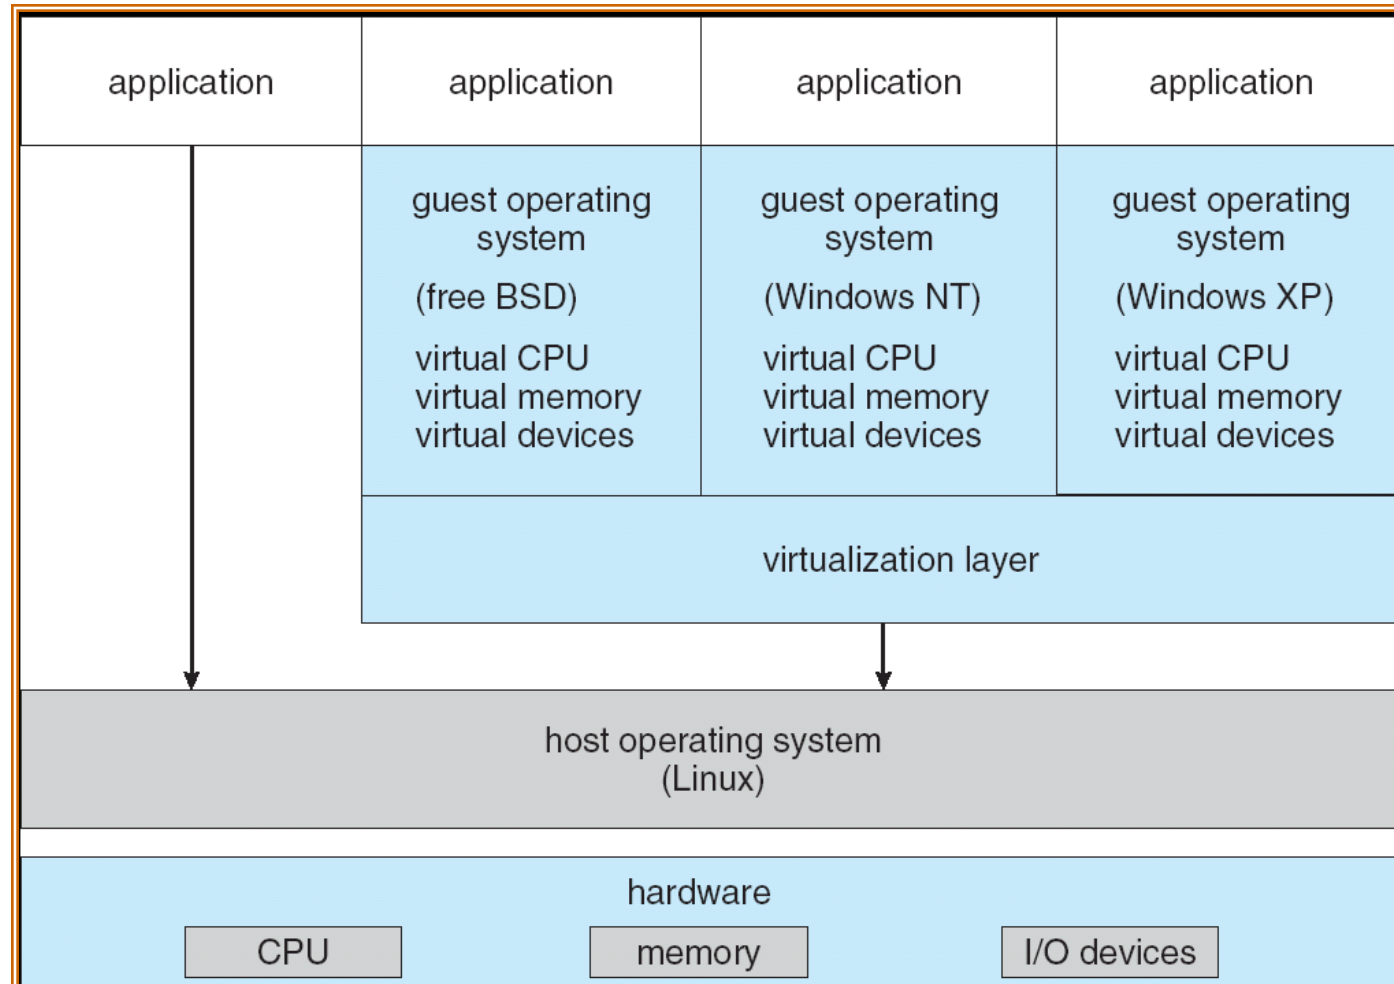 application
application
application
application
guest operating
system
(free BSD)
virtual CPU
virtual memory
virtual devices
guest operating
system
(Windows NT)
virtual CPU
virtual memory
virtual devices
guest operating
system
(Windows XP)
virtual CPU
virtual memory
virtual devices
virtualization layer
host operating system
(Linux)
hardware
CPU
memory
I/O devices